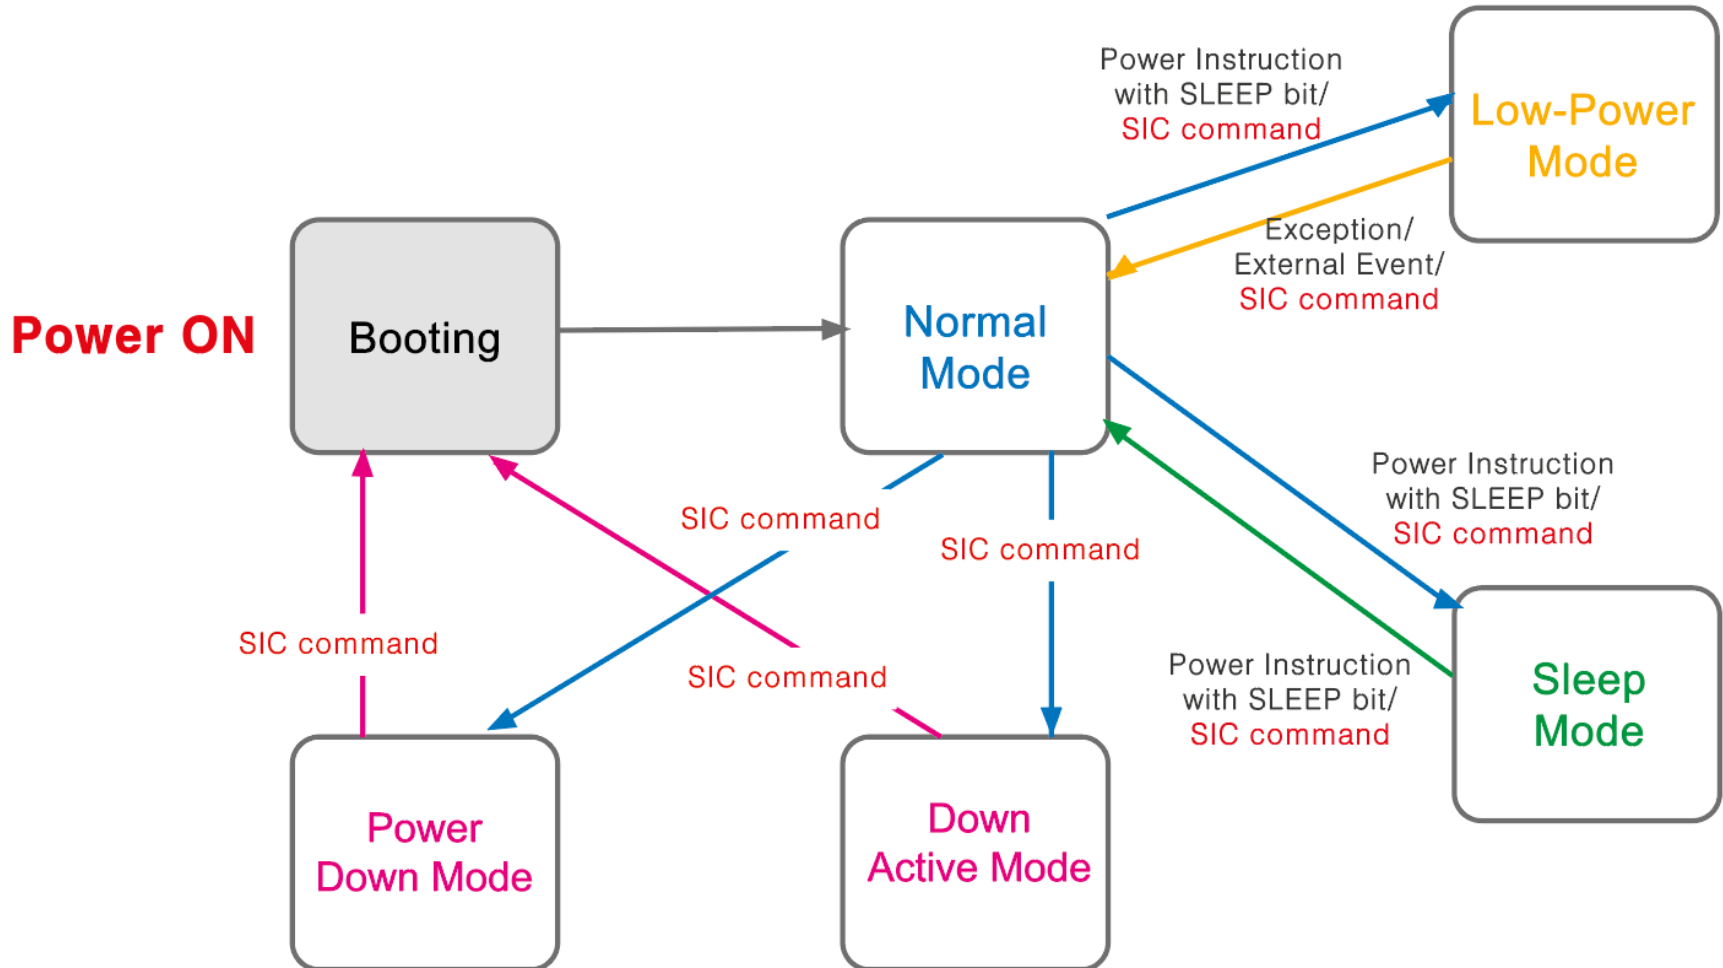 Power Instruction
with SLEEP bit/
SIC command
Low-Power
Mode
Exception/
External Event/
SIC command
Power ON
Booting
Normal
Mode
Power Instruction
with SLEEP bit/
SIC command
SIC command
SIC command
SIC command
SIC command
Power Instruction
with SLEEP bit/
SIC command
Sleep
Mode
Power
Down Mode
Down
Active Mode